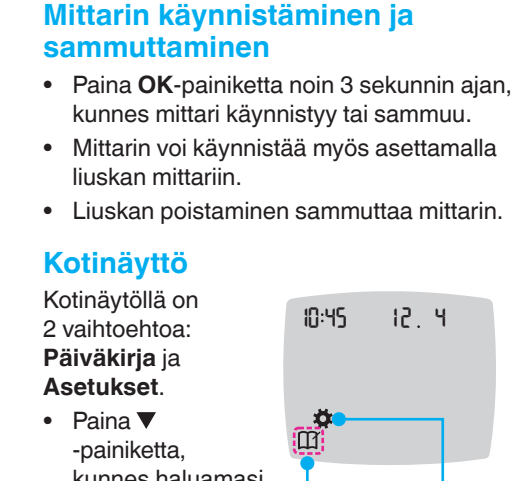 Mittarin käynnistäminen ja
sammuttaminen
• Paina OK-painiketta noin 3 sekunnin ajan,
kunnes mittari käynnistyy tai sammuu.
• Mittarin voi käynnistää myös asettamalla
liuskan mittariin.
• Liuskan poistaminen sammuttaa mittarin.
Kotinäyttö
Kotinäytöllä on
2 vaihtoehtoa:
Päiväkirja ja
Asetukset.
• Paina ▼
-painiketta,
kunnes haluamasi
10:45 12. 4